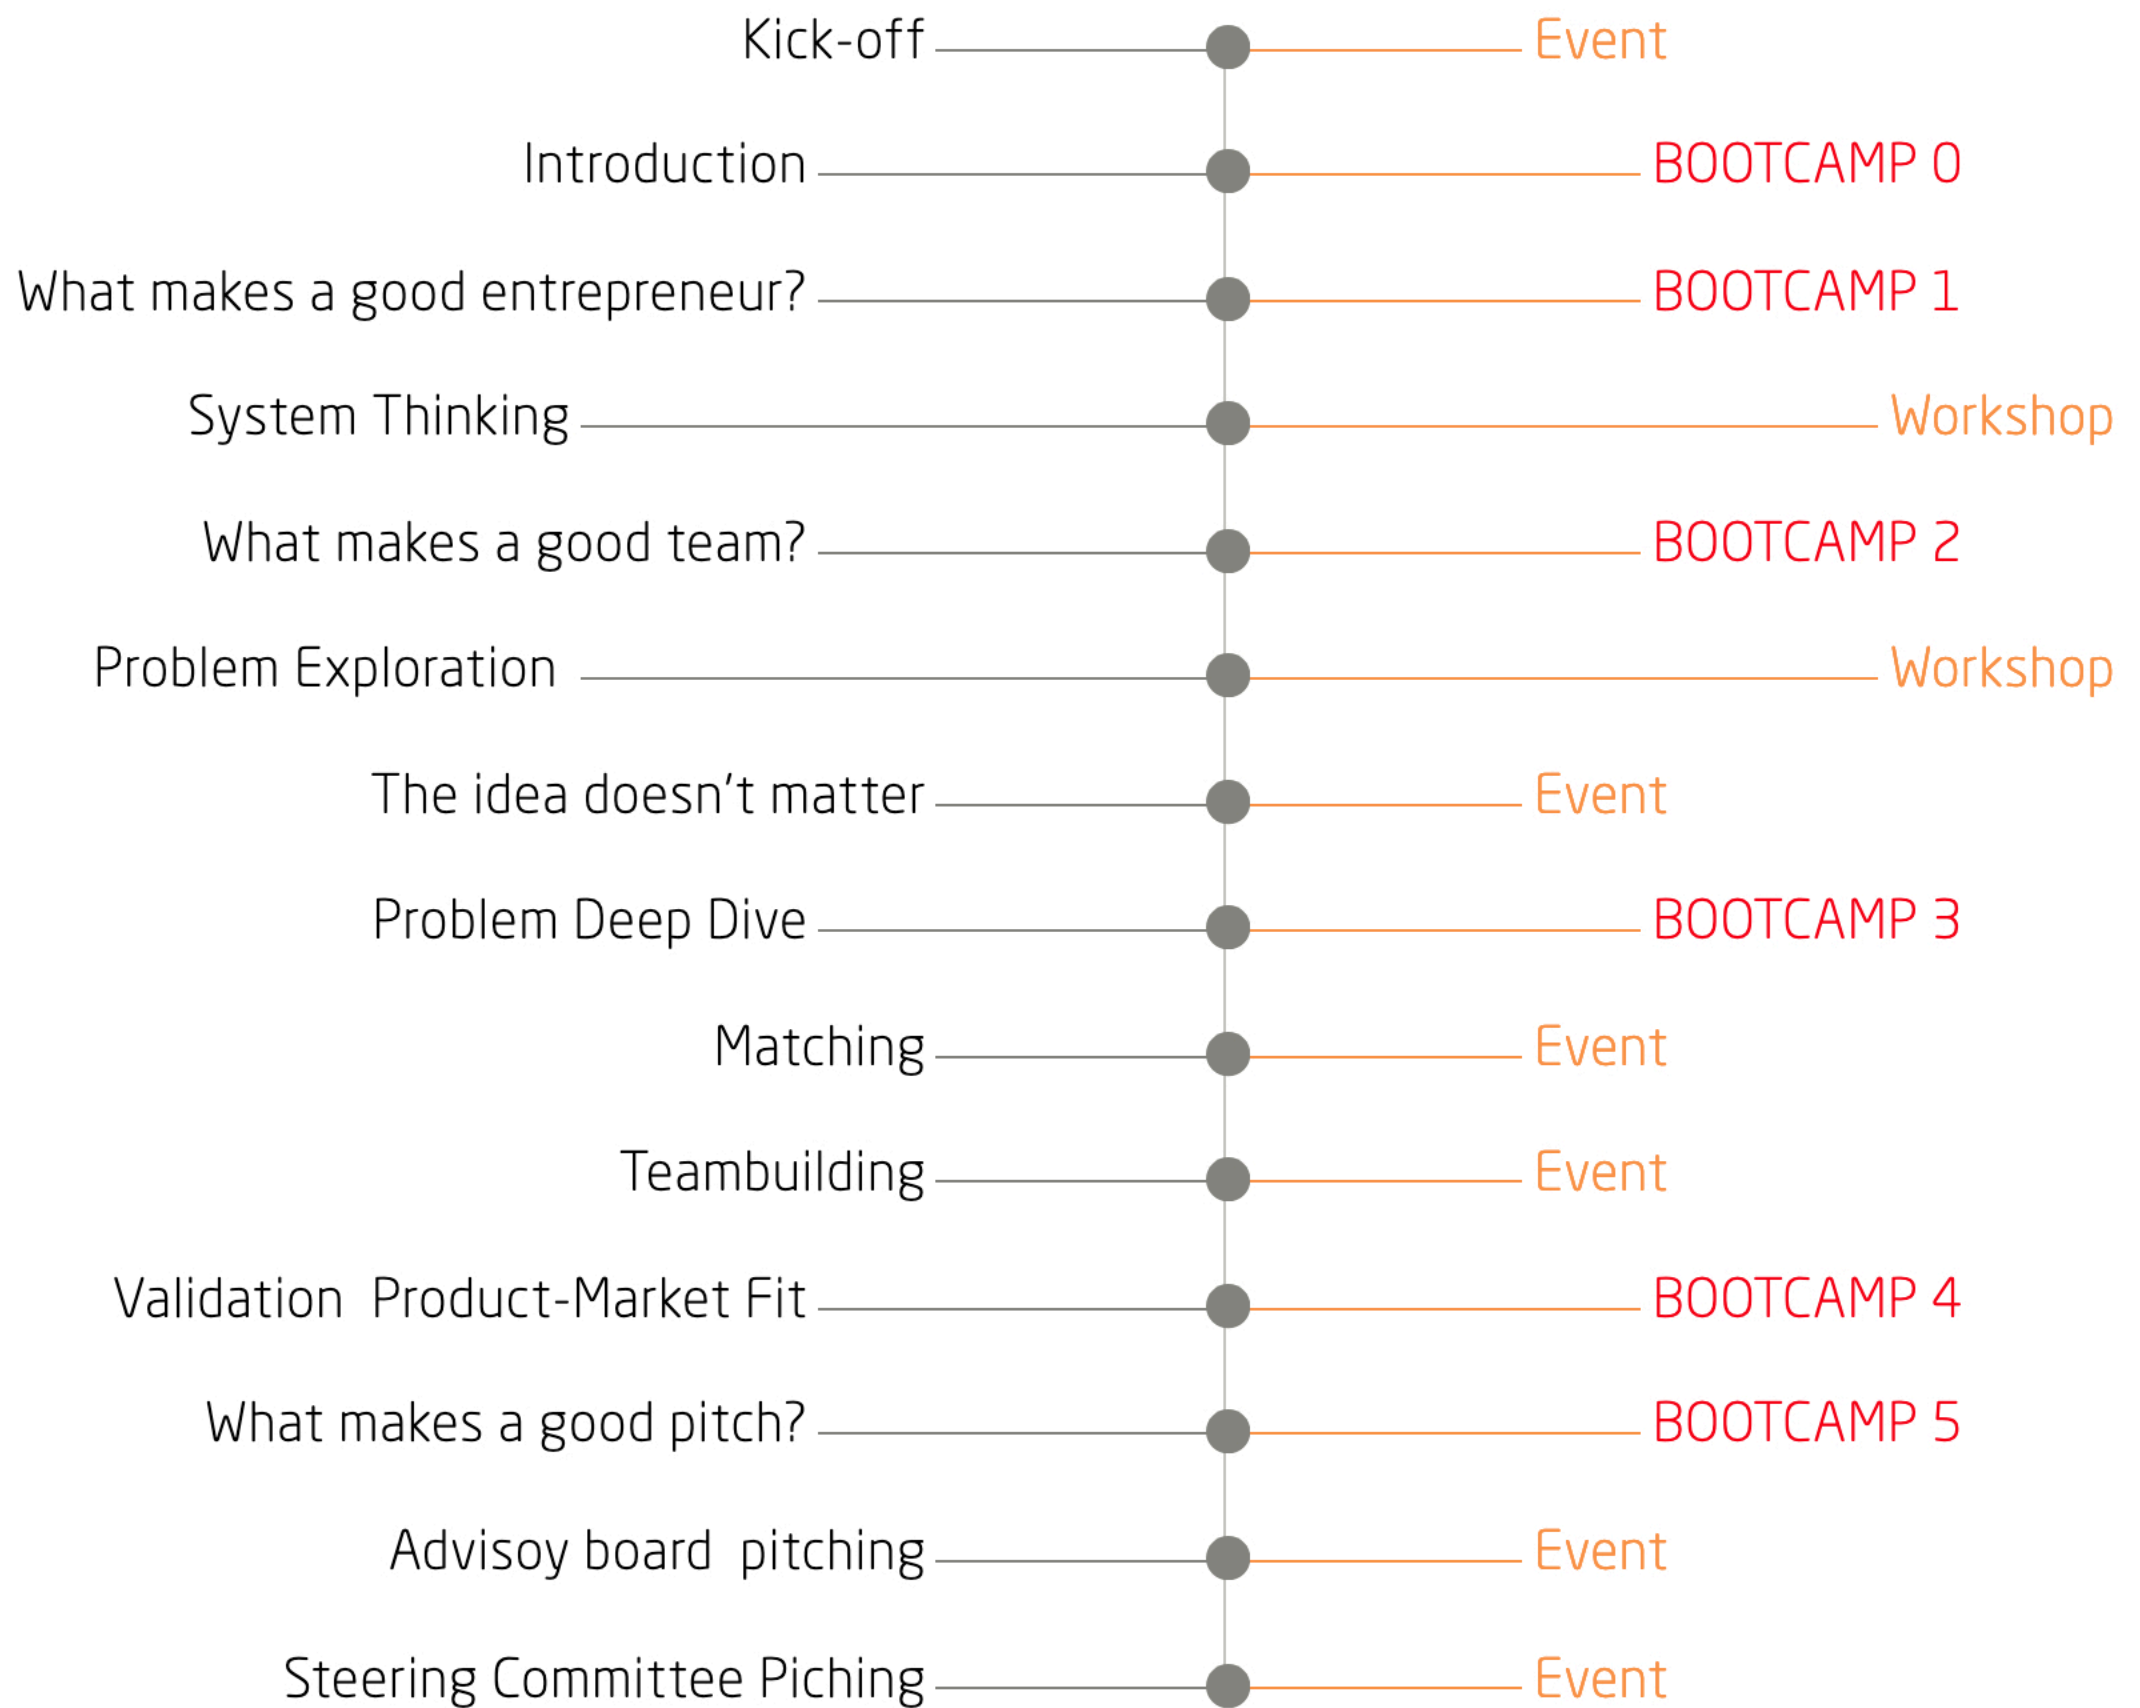 Kick-off Event
Introduction BOOTCAMP 0
What makes a good entrepreneur? BOOTCAMP 1
System Thinking Workshop
What makes a good team? BOOTCAMP 2
Problem Exploration Workshop
The idea doesn't matter Event
Problem Deep Dive BOOTCAMP 3
Matching Event
Teambuilding Event
Validation Product-Market Fit BOOTCAMP 4
What makes a good pitch? BOOTCAMP 5
Advisoy board pitching Event
Steering Committee Piching Event